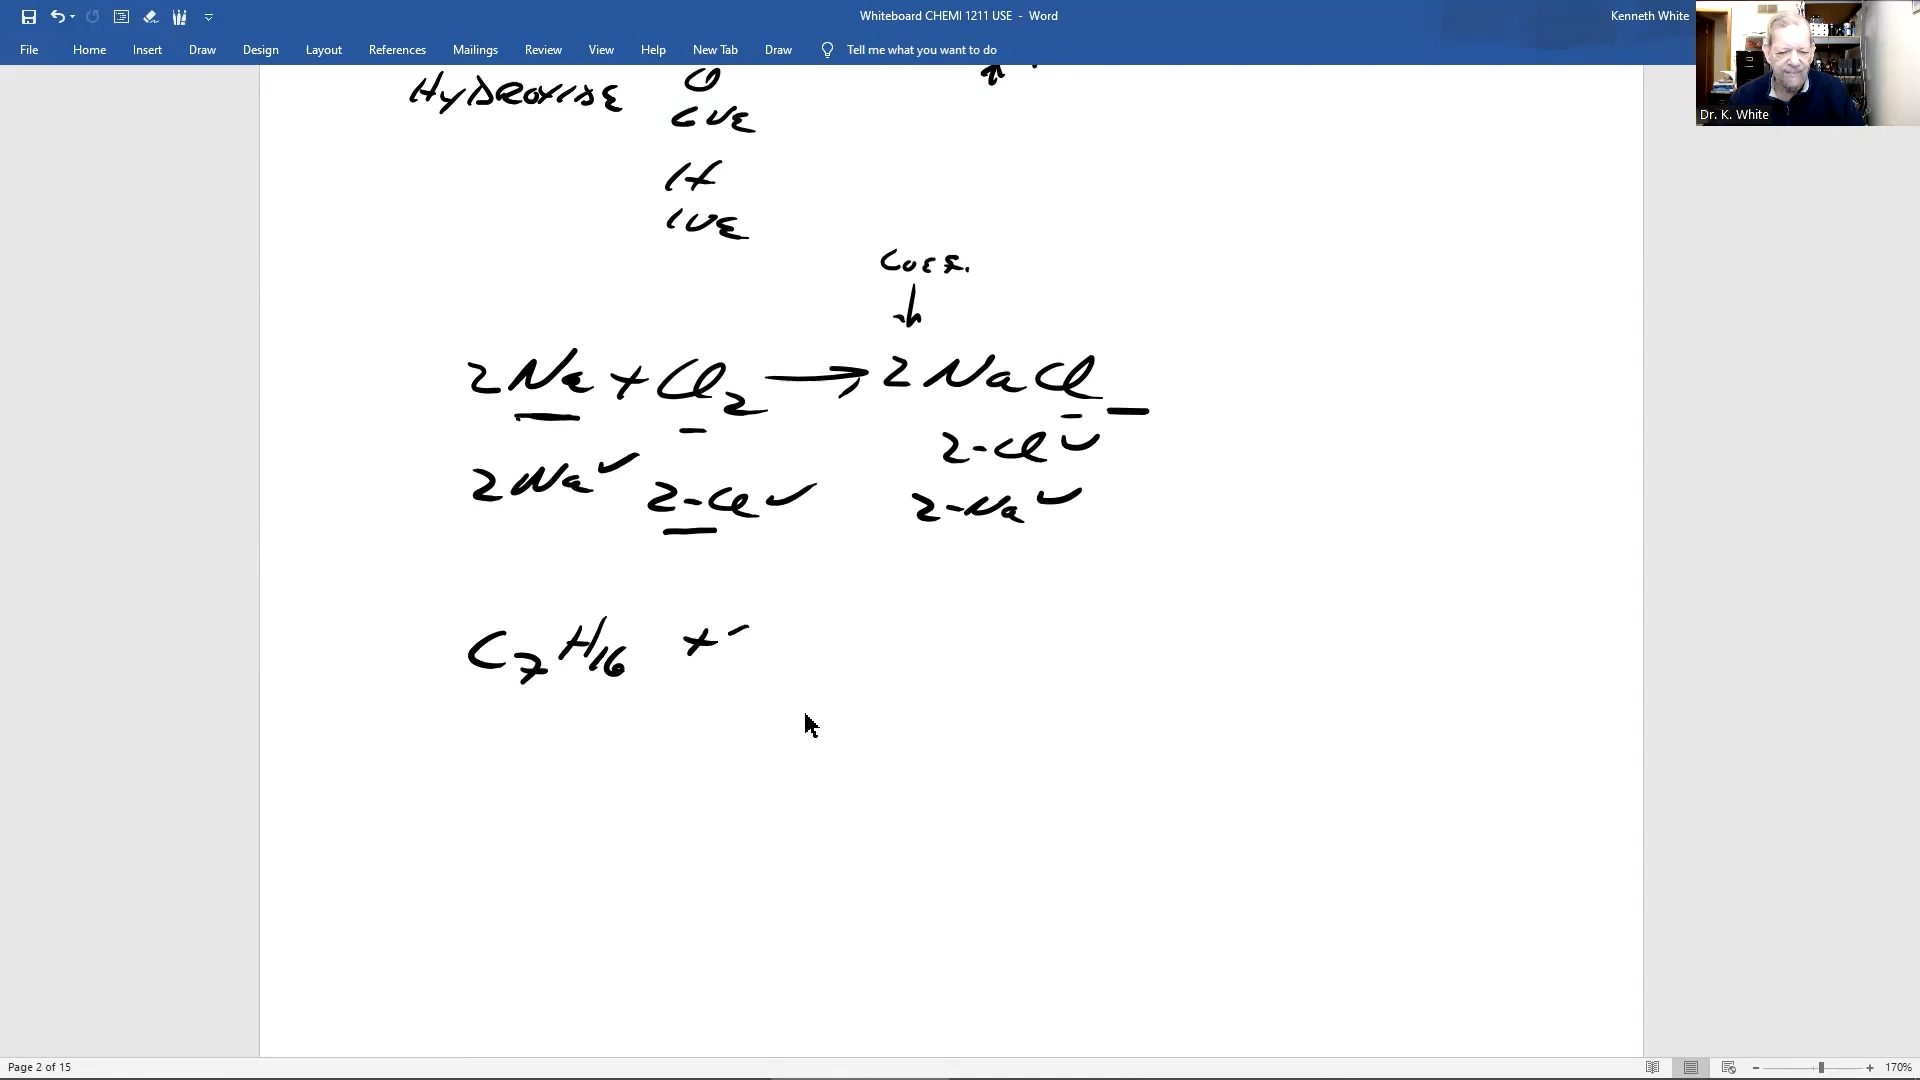 Whiteboard CHEMI 1211 USE - Word
Kenneth White
File Home Insert Draw Design Layout References Mailings Review View Help New Tab Draw Tell me what you want to do
Dr. K. White
HYDROXIDE
O
6VE
H
1VE
COEF.
2Na + Cl2 → 2NaCl
2Na ✓ 2-Cl ✓ 2-Cl ✓
2-Na ✓
C7H16 +
Page 2 of 15
170%